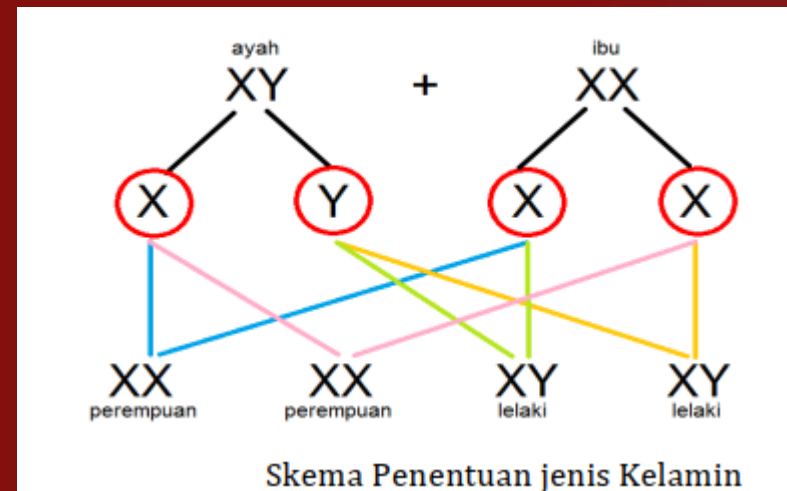 ayah ibu
XY + XX
X Y X X
XX XX XY XY
perempuan perempuan lelaki lelaki
Skema Penentuan jenis Kelamin